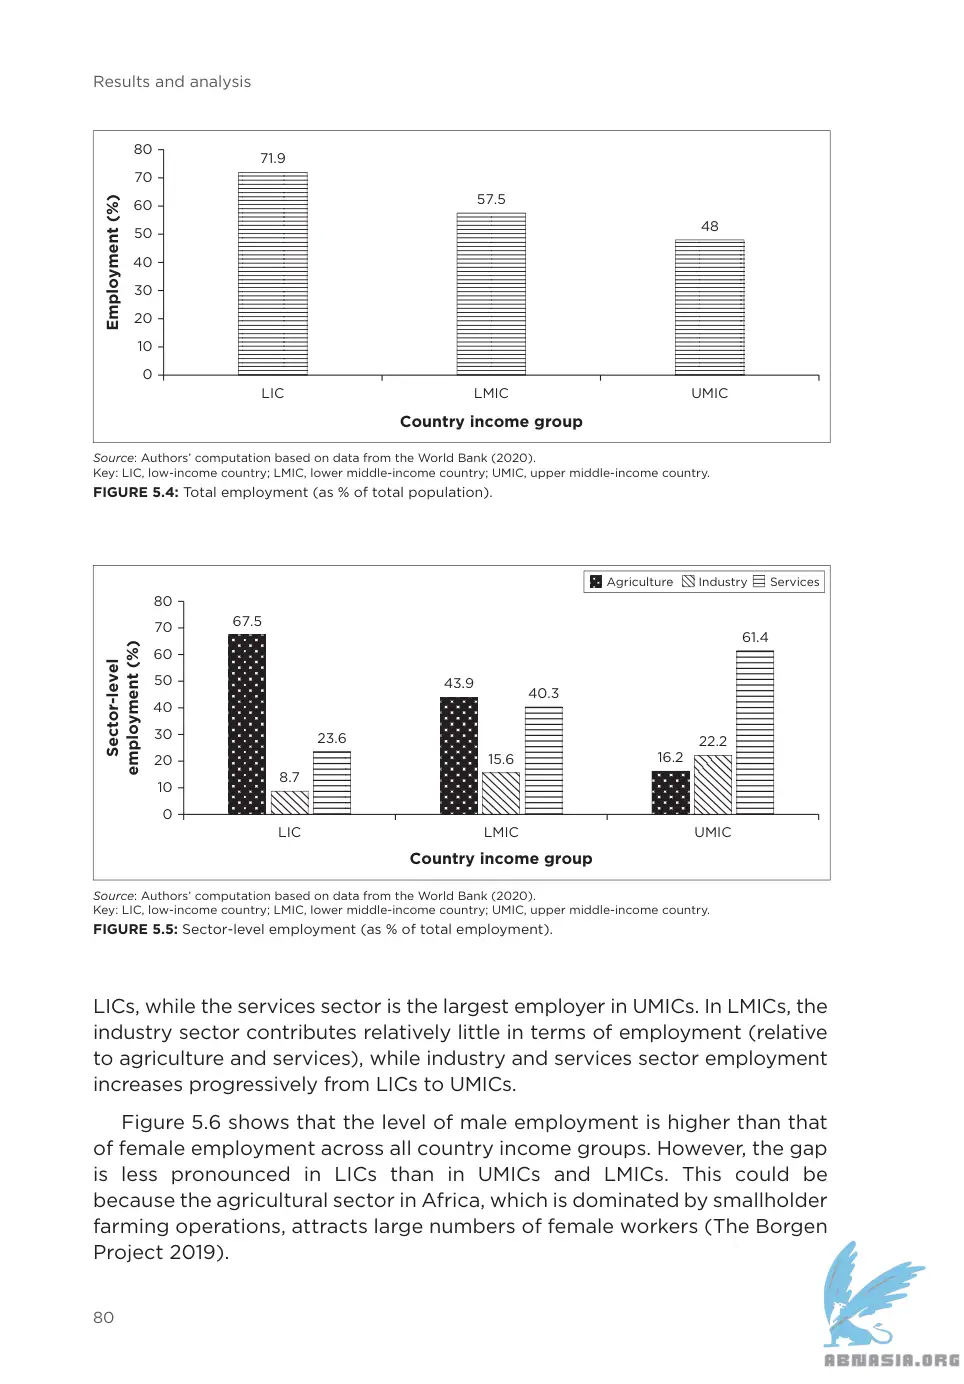 Results and analysis
80
70
60
50
40
30
20
10
0
Employment (%)
71.9
57.5
48
LIC
LMIC
UMIC
Country income group
Source: Authors’ computation based on data from the World Bank (2020).
Key: LIC, low-income country; LMIC, lower middle-income country; UMIC, upper middle-income country.
FIGURE 5.4: Total employment (as % of total population).
Agriculture Industry Services
80
70
60
50
40
30
20
10
0
Sector-level
employment (%)
67.5
8.7
23.6
43.9
15.6
40.3
16.2
22.2
61.4
LIC
LMIC
UMIC
Country income group
Source: Authors’ computation based on data from the World Bank (2020).
Key: LIC, low-income country; LMIC, lower middle-income country; UMIC, upper middle-income country.
FIGURE 5.5: Sector-level employment (as % of total employment).
LICs, while the services sector is the largest employer in UMICs. In LMICs, the
industry sector contributes relatively little in terms of employment (relative
to agriculture and services), while industry and services sector employment
increases progressively from LICs to UMICs.
Figure 5.6 shows that the level of male employment is higher than that
of female employment across all country income groups. However, the gap
is less pronounced in LICs than in UMICs and LMICs. This could be
because the agricultural sector in Africa, which is dominated by smallholder
farming operations, attracts large numbers of female workers (The Borgen
Project 2019).
80
ABNASIA.ORG